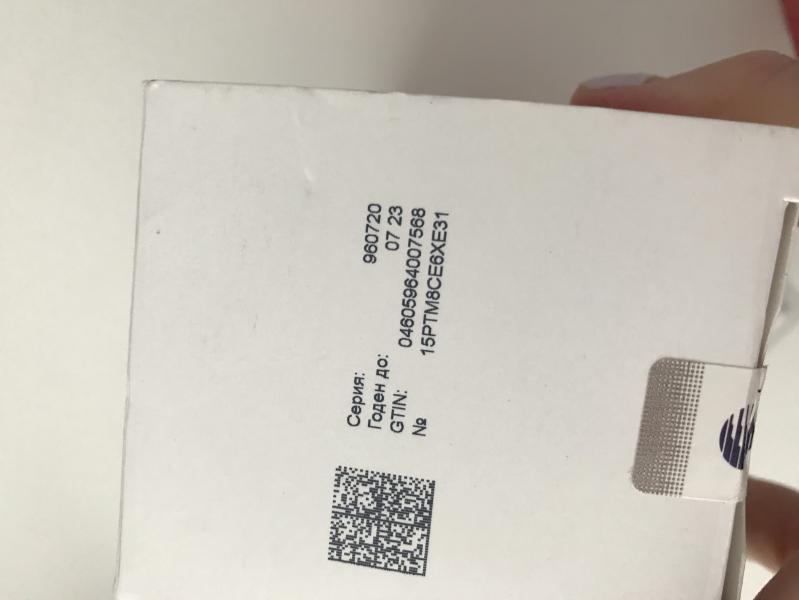 Серия: 960720
Годен до: 07 23
GTIN: 04605964007568
№ 15PTM8CE6XE31